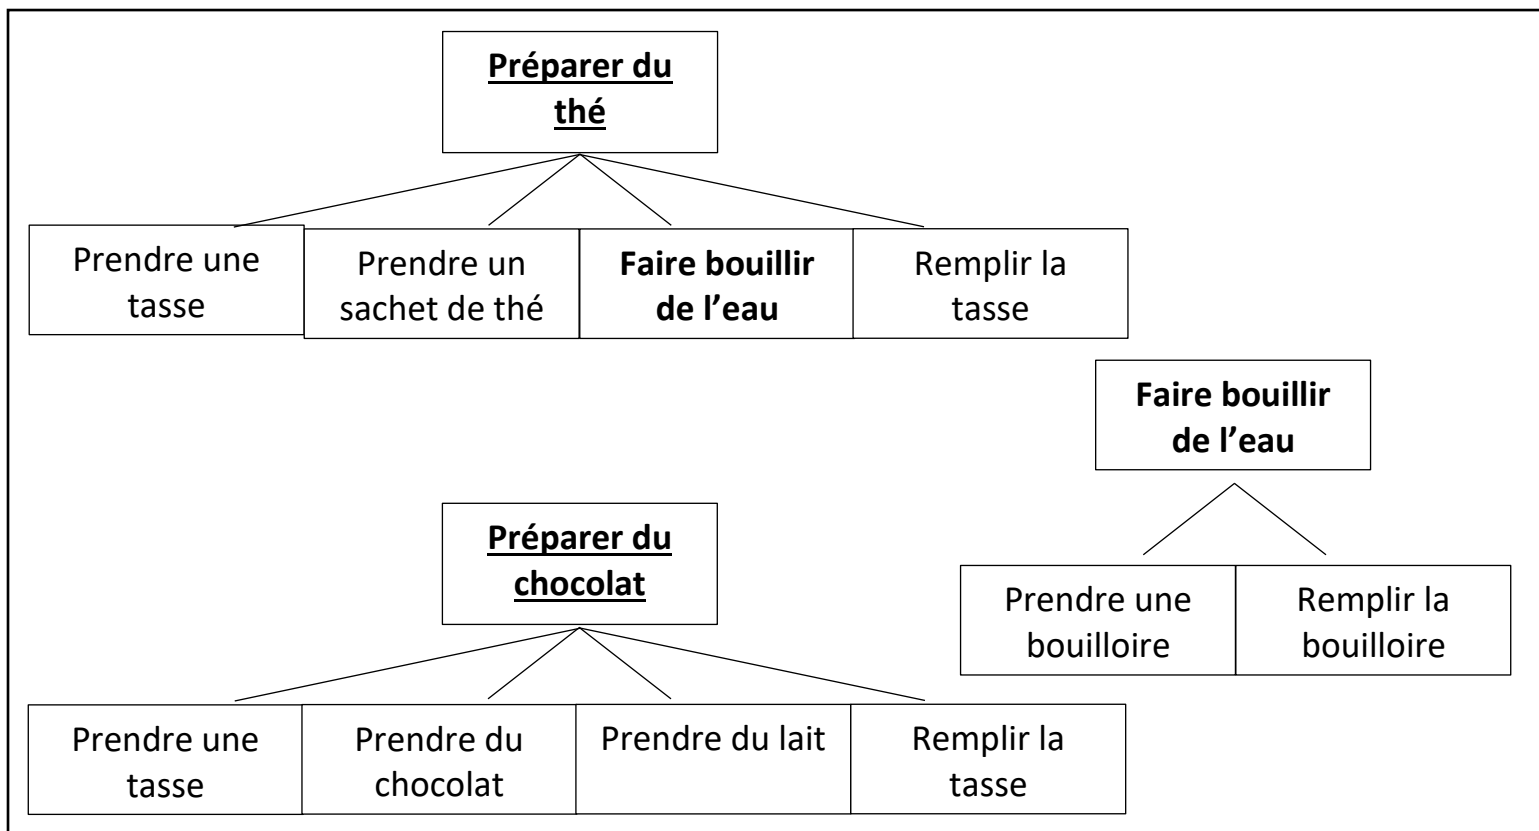 Préparer du
thé
Prendre une
tasse
Prendre un
sachet de thé
Faire bouillir
de l’eau
Remplir la
tasse
Faire bouillir
de l’eau
Prendre une
bouilloire
Remplir la
bouilloire
Préparer du
chocolat
Prendre une
tasse
Prendre du
chocolat
Prendre du lait
Remplir la
tasse